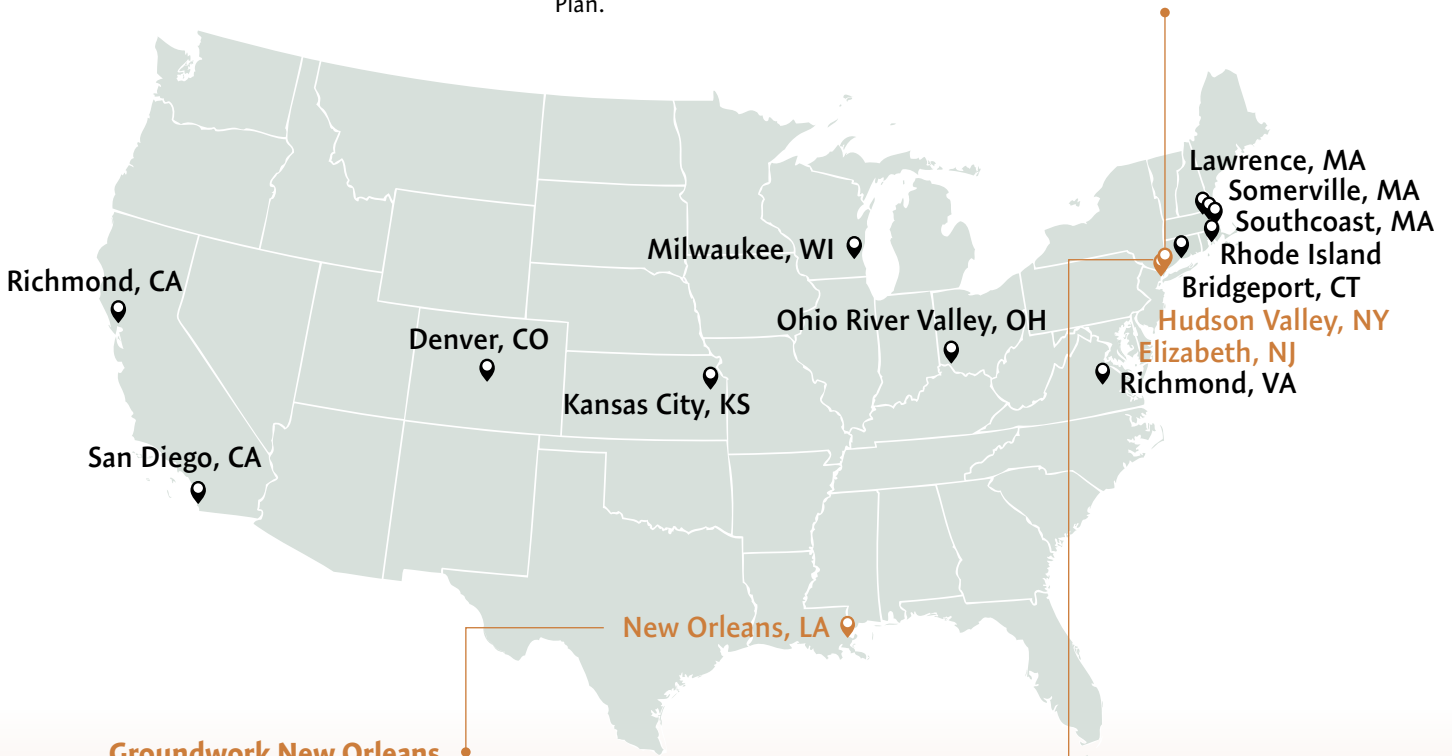 Plan.
Lawrence, MA
Somerville, MA
Southcoast, MA
Milwaukee, WI
Rhode Island
Richmond, CA
Bridgeport, CT
Ohio River Valley, OH
Hudson Valley, NY
Denver, CO
Elizabeth, NJ
Richmond, VA
Kansas City, KS
San Diego, CA
New Orleans, LA
Groundwork New Orleans